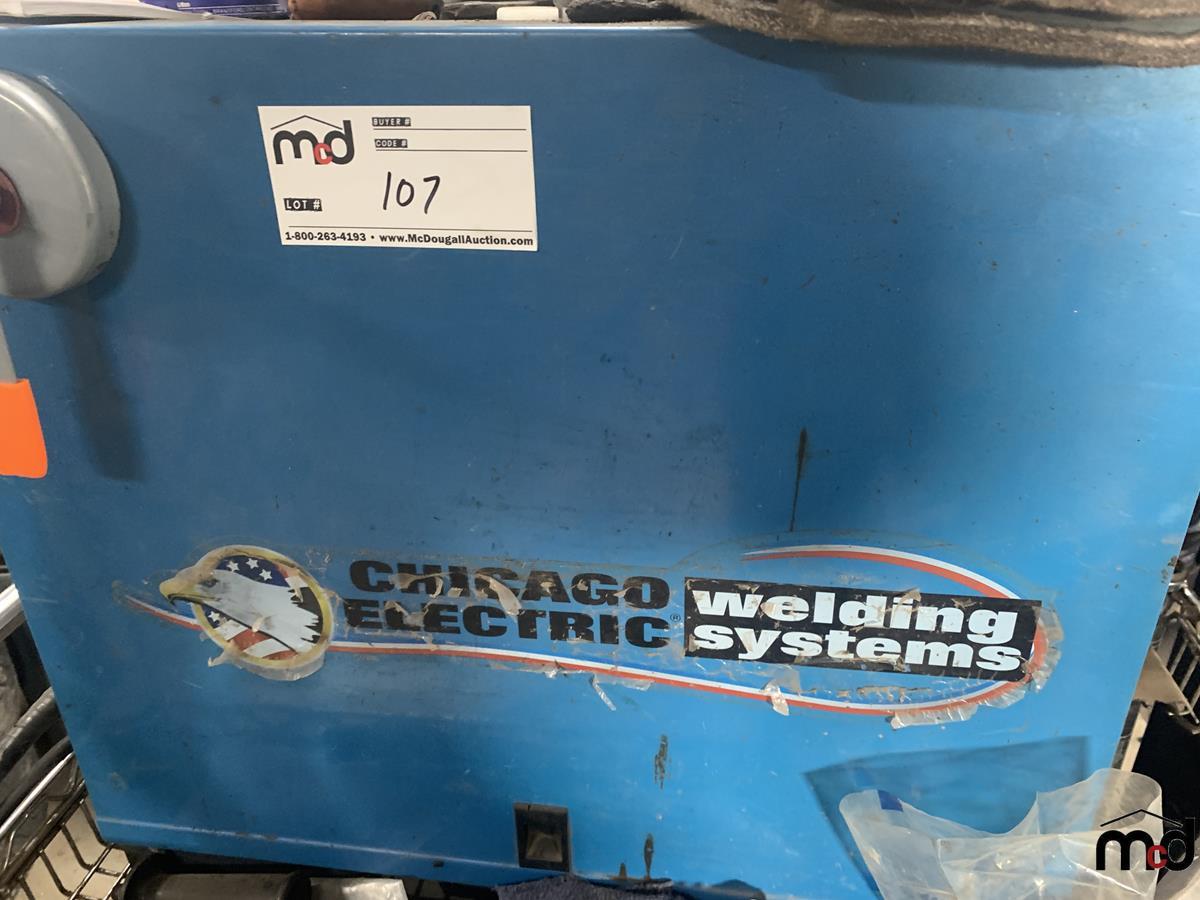 mcd
BUYER #
CODE #
LOT # 107
1-800-263-4193 • www.McDougallAuction.com
CHICAGO ELECTRIC®
welding systems
mcd